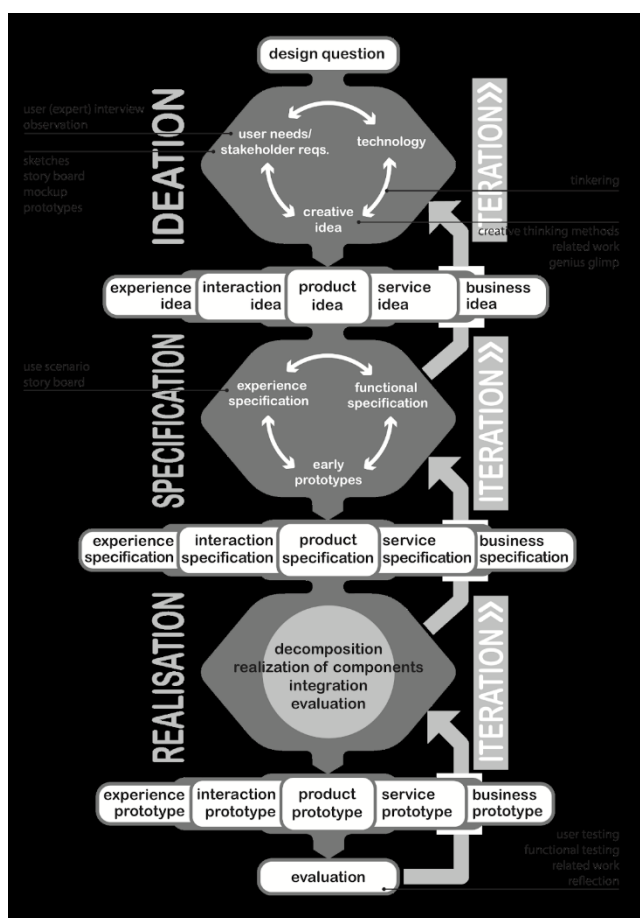 design question
IDEATION
user (expert) interview
observation
sketches
story board
mockup
prototypes
user needs/
stakeholder reqs.
technology
creative
idea
ITERATION
tinkering
creative thinking methods
related work
genius glimp
experience
idea
interaction
idea
product
idea
service
idea
business
idea
SPECIFICATION
use scenario
story board
experience
specification
functional
specification
early
prototypes
ITERATION
experience
specification
interaction
specification
product
specification
service
specification
business
specification
REALISATION
decomposition
realization of components
integration
evaluation
ITERATION
experience
prototype
interaction
prototype
product
prototype
service
prototype
business
prototype
evaluation
user testing
functional testing
related work
reflection